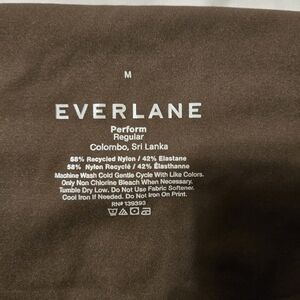 M
EVERLANE
Perform
Regular
Colombo, Sri Lanka
58% Recycled Nylon / 42% Elastane
58% Nylon Recyclé / 42% Élasthanne
Machine Wash Cold Gentle Cycle With Like Colors.
Only Non Chlorine Bleach When Necessary.
Tumble Dry Low. Do Not Use Fabric Softener.
Cool Iron If Needed. Do Not Iron On Print.
RN# 139393